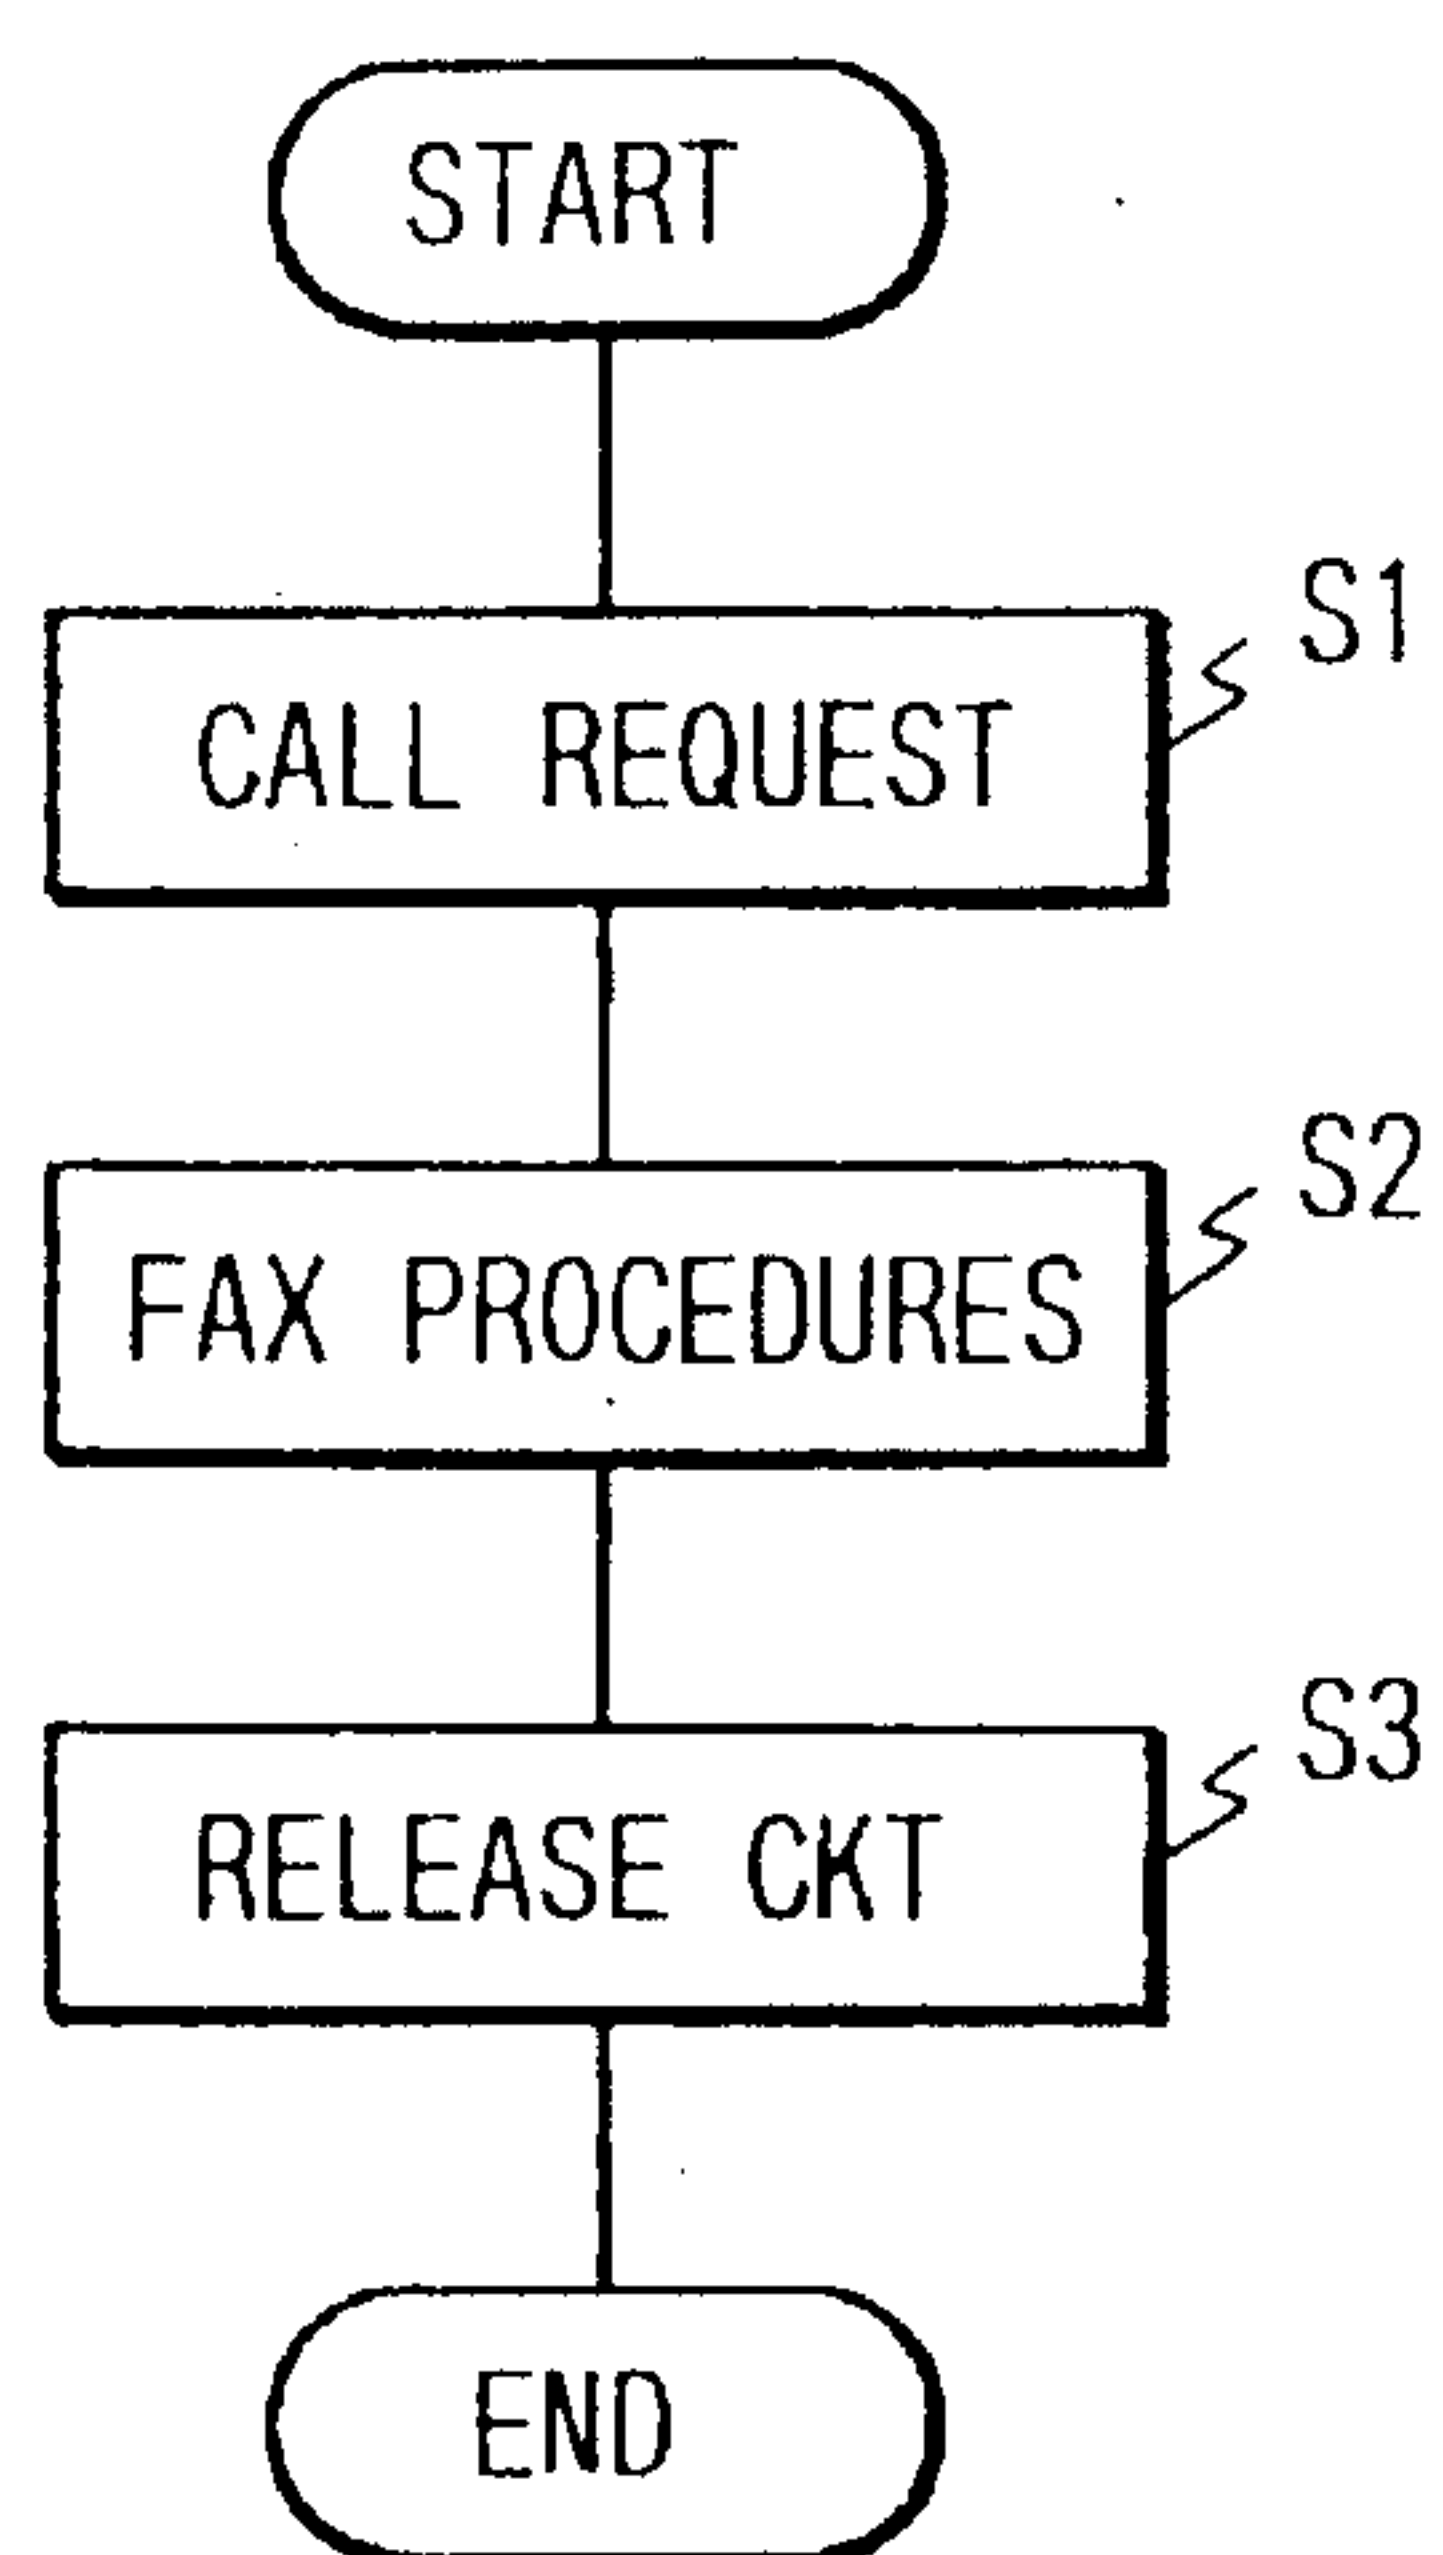 START
S1
CALL REQUEST
S2
FAX PROCEDURES
S3
RELEASE CKT
END